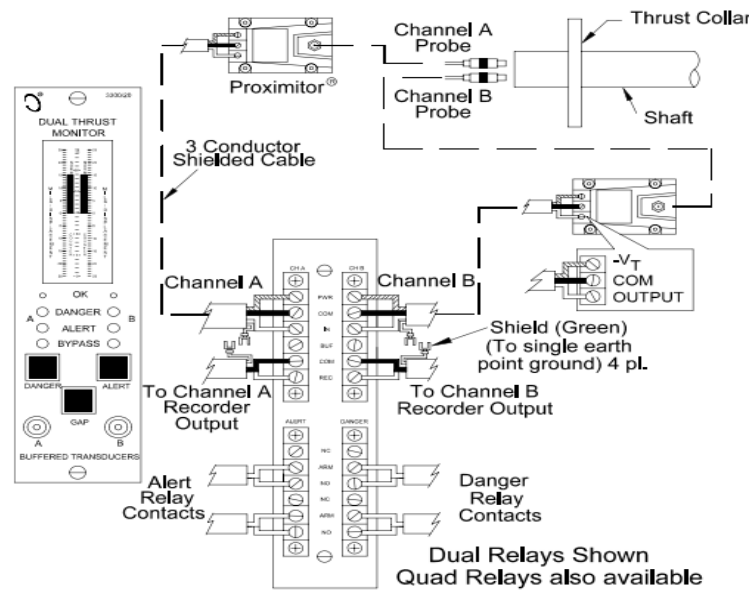 Thrust Collar
Channel A
Probe
Channel B
Probe
Shaft
Proximitor®
3 Conductor
Shielded Cable
DUAL THRUST
MONITOR
OK
A
DANGER
B
ALERT
BYPASS
DANGER
ALERT
GAP
A
B
BUFFERED TRANSDUCERS
Channel A
Channel B
CH A
CH B
PWR
COM
IN
BUF
COM
REC
To Channel A
Recorder
Output
To Channel B
Recorder Output
-VT
COM
OUTPUT
Shield (Green)
(To single earth
point ground) 4 pl.
ALERT
DANGER
NC
ARM
NO
NC
ARM
NO
Alert
Relay
Contacts
Danger
Relay
Contacts
Dual Relays Shown
Quad Relays also available